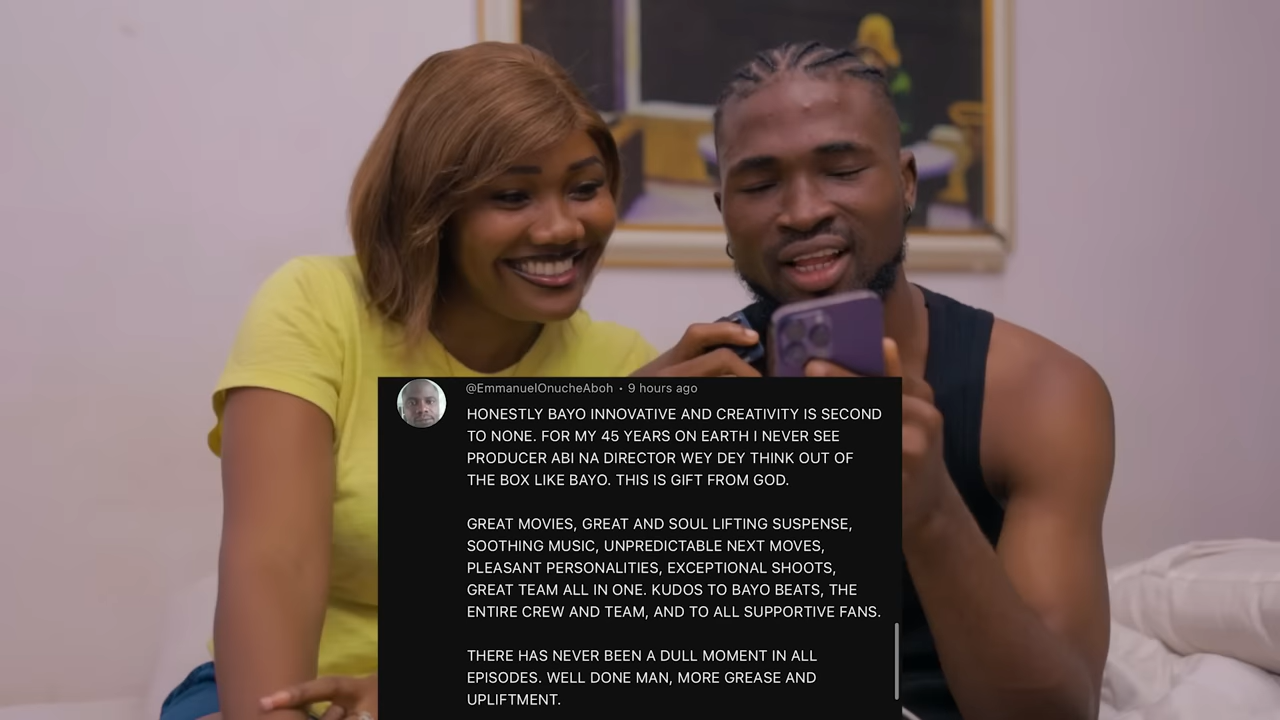 @EmmanuelOnucheAboh • 9 hours ago
HONESTLY BAYO INNOVATIVE AND CREATIVITY IS SECOND
TO NONE. FOR MY 45 YEARS ON EARTH I NEVER SEE
PRODUCER ABI NA DIRECTOR WEY DEY THINK OUT OF
THE BOX LIKE BAYO. THIS IS GIFT FROM GOD.
GREAT MOVIES, GREAT AND SOUL LIFTING SUSPENSE,
SOOTHING MUSIC, UNPREDICTABLE NEXT MOVES,
PLEASANT PERSONALITIES, EXCEPTIONAL SHOOTS,
GREAT TEAM ALL IN ONE. KUDOS TO BAYO BEATS, THE
ENTIRE CREW AND TEAM, AND TO ALL SUPPORTIVE FANS.
THERE HAS NEVER BEEN A DULL MOMENT IN ALL
EPISODES. WELL DONE MAN, MORE GREASE AND
UPLIFTMENT.